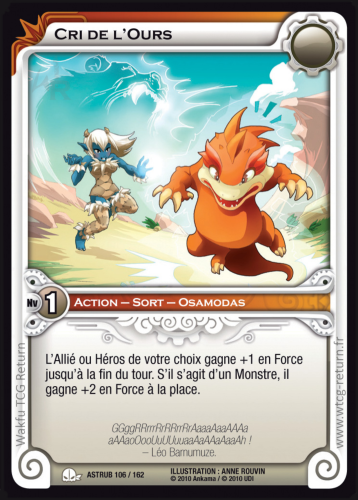 CRI DE L'OURS
Nv 1
ACTION – SORT – OSAMODAS
L'Allié ou Héros de votre choix gagne +1 en Force
jusqu'à la fin du tour. S'il s'agit d'un Monstre, il
gagne +2 en Force à la place.
GGggRRrrRrRRrrRrAaaaAaaAAAa
aAAaoOooUuUUuuaaAaAAaAaaAh !
– Léo Barnumuze.
ASTRUB 106 / 162
ILLUSTRATION : ANNE ROUVIN
© 2010 Ankama / © 2010 UDI
Wakfu TCG Return
www.wtcg-return.fr